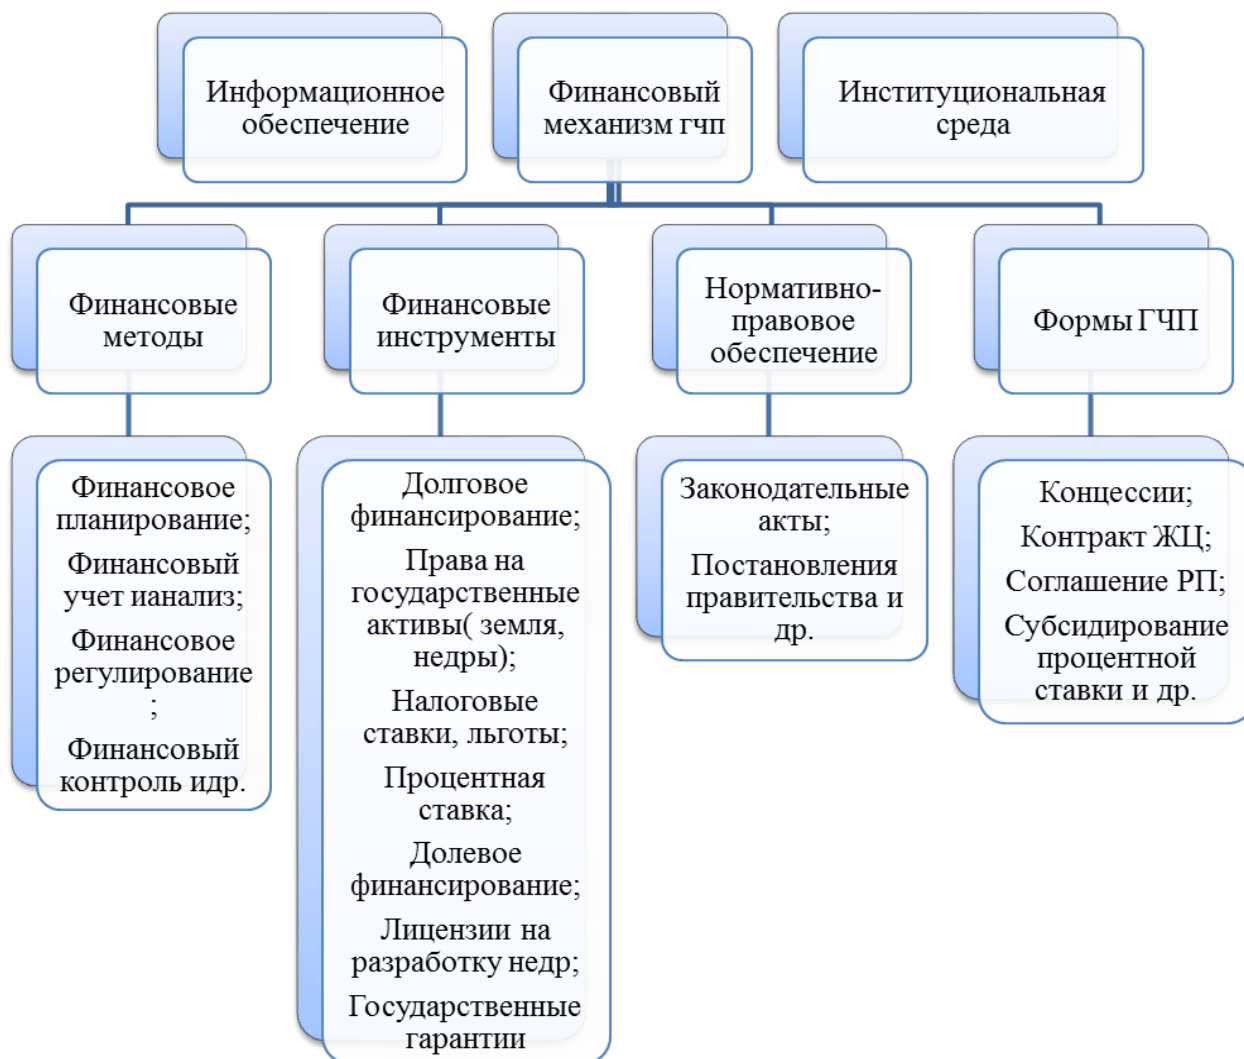 Информационное
обеспечение
Финансовый
механизм гчп
Институциональная
среда
Финансовые
методы
Финансовые
инструменты
Нормативно-
правовое
обеспечение
Формы ГЧП
Финансовое
планирование;
Финансовый
учет ианализ;
Финансовое
регулирование
;
Финансовый
контроль идр.
Долговое
финансирование;
Права на
государственные
активы( земля,
недры);
Налоговые
ставки, льготы;
Процентная
ставка;
Долевое
финансирование;
Лицензии на
разработку недр;
Государственные
гарантии
Законодательные
акты;
Постановления
правительства и
др.
Концессии;
Контракт ЖЦ;
Соглашение РП;
Субсидирование
процентной
ставки и др.